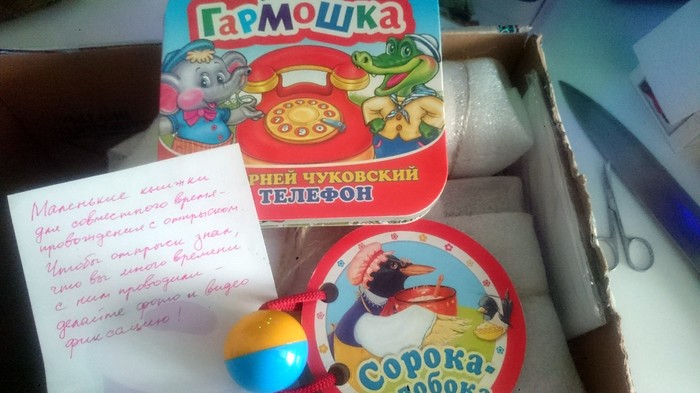 Гармошка
РНЕЙ ЧУКОВСКИЙ
ТЕЛЕФОН
Маленькие книжки
для совместного время-
провождения с отпрыском.
Чтобы отпрыск знал,
что вы много времени
с ним проводили -
делайте фото и видео
фиксацию!
Сорока-